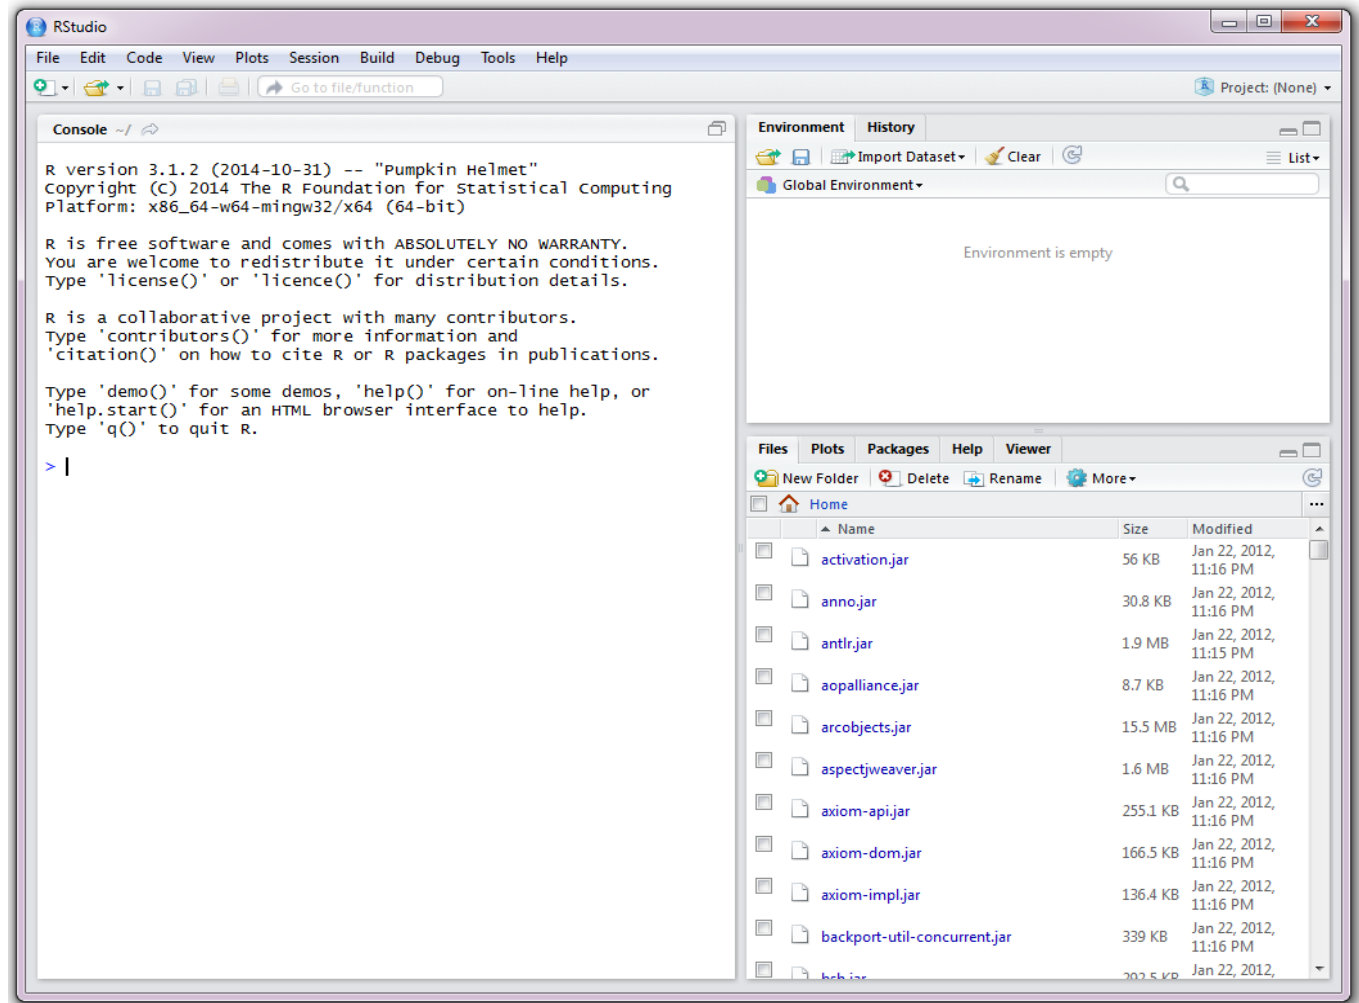 RStudio
File Edit Code View Plots Session Build Debug Tools Help
Go to file/function
Project: (None)
Console ~/
R version 3.1.2 (2014-10-31) -- "Pumpkin Helmet"
Copyright (C) 2014 The R Foundation for Statistical Computing
Platform: x86_64-w64-mingw32/x64 (64-bit)
R is free software and comes with ABSOLUTELY NO WARRANTY.
You are welcome to redistribute it under certain conditions.
Type 'license()' or 'licence()' for distribution details.
R is a collaborative project with many contributors.
Type 'contributors()' for more information and
'citation()' on how to cite R or R packages in publications.
Type 'demo()' for some demos, 'help()' for on-line help, or
'help.start()' for an HTML browser interface to help.
Type 'q()' to quit R.
>
Environment History
Import Dataset Clear List
Global Environment
Environment is empty
Files Plots Packages Help Viewer
New Folder Delete Rename More
Home ...
Name Size Modified
activation.jar 56 KB Jan 22, 2012,
11:16 PM
anno.jar 30.8 KB Jan 22, 2012,
11:16 PM
antlr.jar 1.9 MB Jan 22, 2012,
11:15 PM
aopalliance.jar 8.7 KB Jan 22, 2012,
11:16 PM
arcobjects.jar 15.5 MB Jan 22, 2012,
11:16 PM
aspectjweaver.jar 1.6 MB Jan 22, 2012,
11:16 PM
axiom-api.jar 255.1 KB Jan 22, 2012,
11:16 PM
axiom-dom.jar 166.5 KB Jan 22, 2012,
11:16 PM
axiom-impl.jar 136.4 KB Jan 22, 2012,
11:16 PM
backport-util-concurrent.jar 339 KB Jan 22, 2012,
11:16 PM
bsh.jar 292.5 KB Jan 22, 2012,